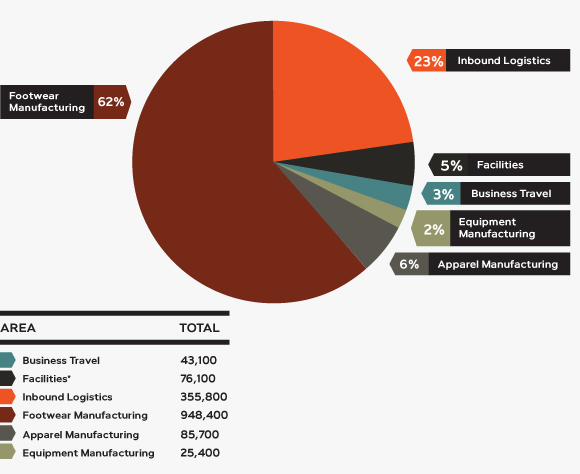 23% Inbound Logistics
Footwear
Manufacturing 62%
5% Facilities
3% Business Travel
2% Equipment
Manufacturing
6% Apparel Manufacturing
AREA TOTAL
Business Travel 43,100
Facilities* 76,100
Inbound Logistics 355,800
Footwear Manufacturing 948,400
Apparel Manufacturing 85,700
Equipment Manufacturing 25,400